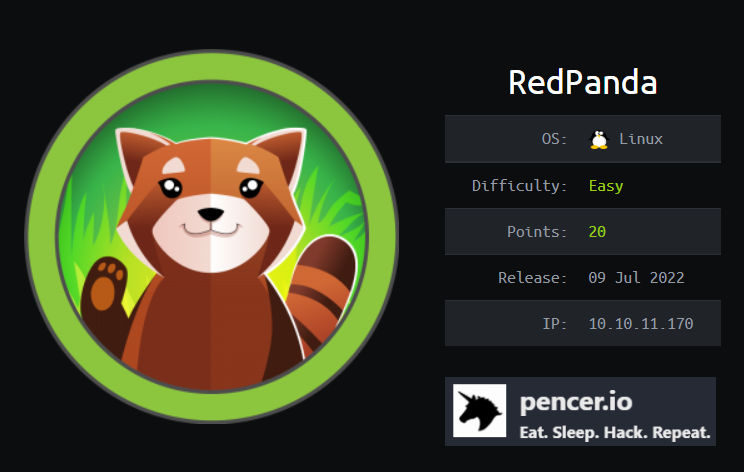 RedPanda
OS: Linux
Difficulty: Easy
Points: 20
Release: 09 Jul 2022
IP: 10.10.11.170
pencer.io
Eat. Sleep. Hack. Repeat.